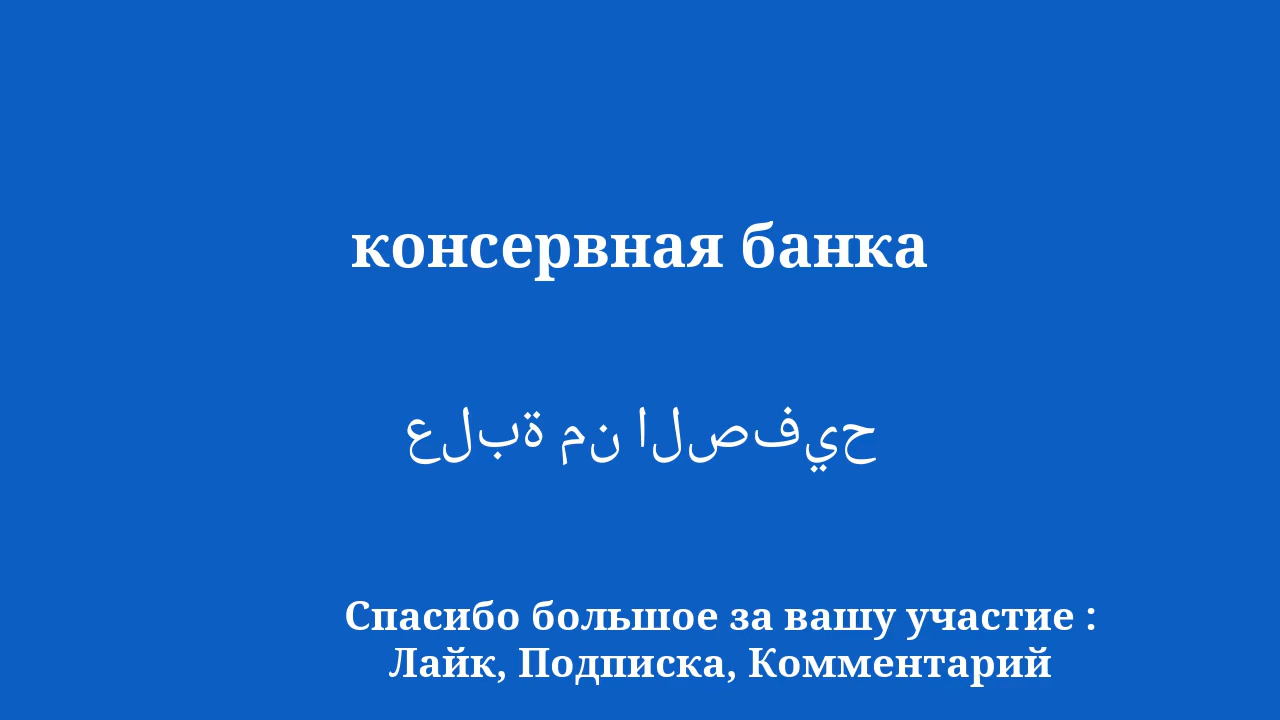 консервная банка
علبة من الصفيح
Спасибо большое за вашу участие :
Лайк, Подписка, Комментарий